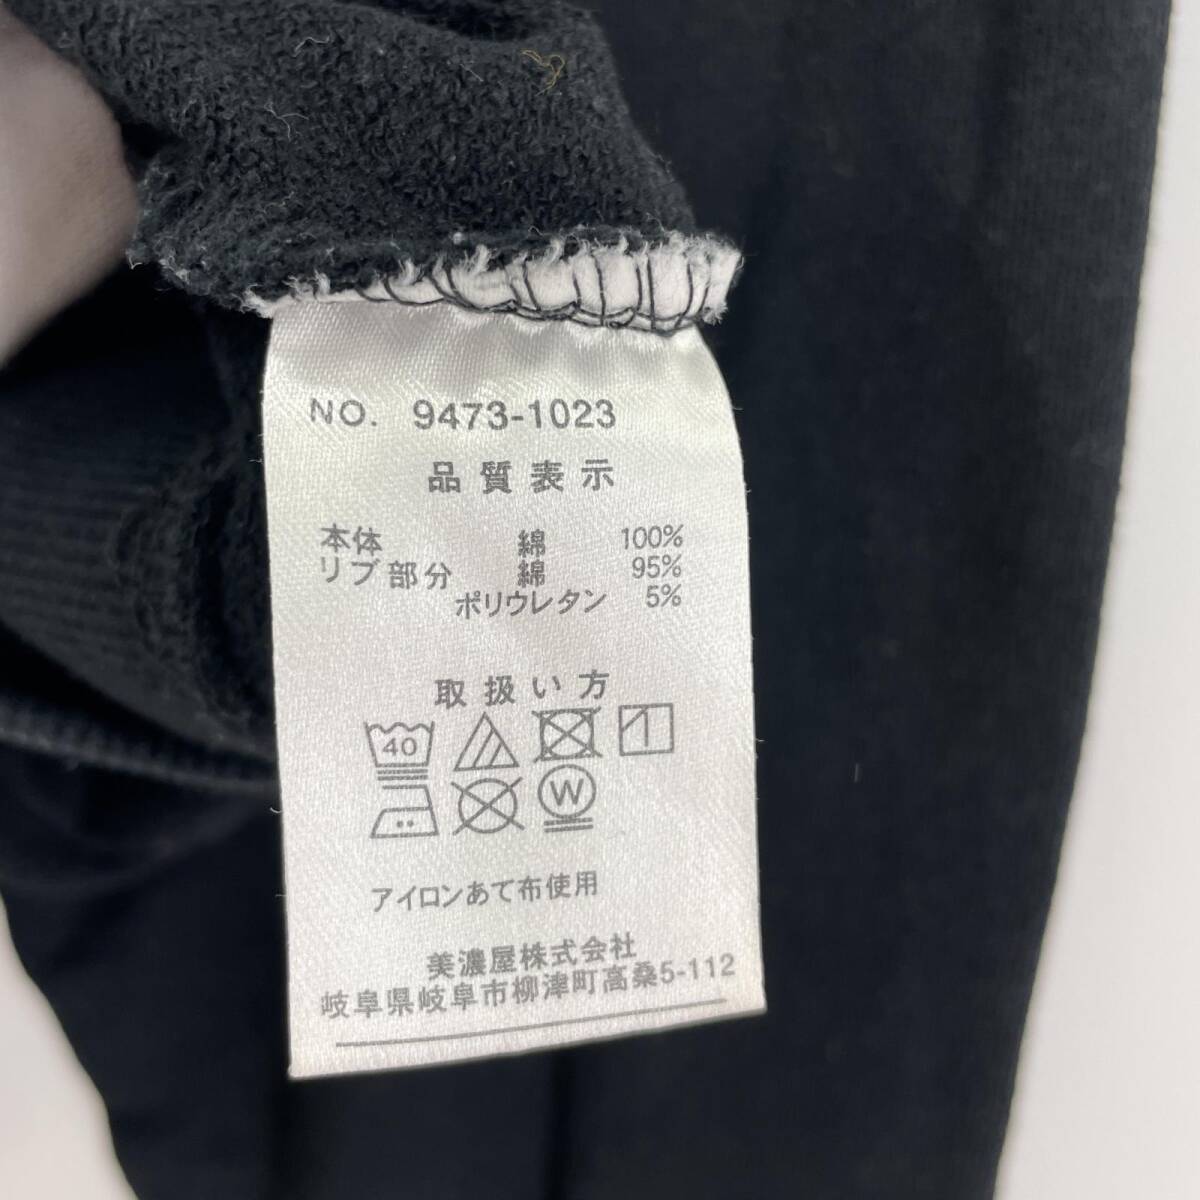 NO. 9473-1023
品質表示
本体 綿 100%
リブ部分 綿 95%
ポリウレタン 5%
取扱い方
40
W
アイロンあて布使用
美濃屋株式会社
岐阜県岐阜市柳津町高桑5-112